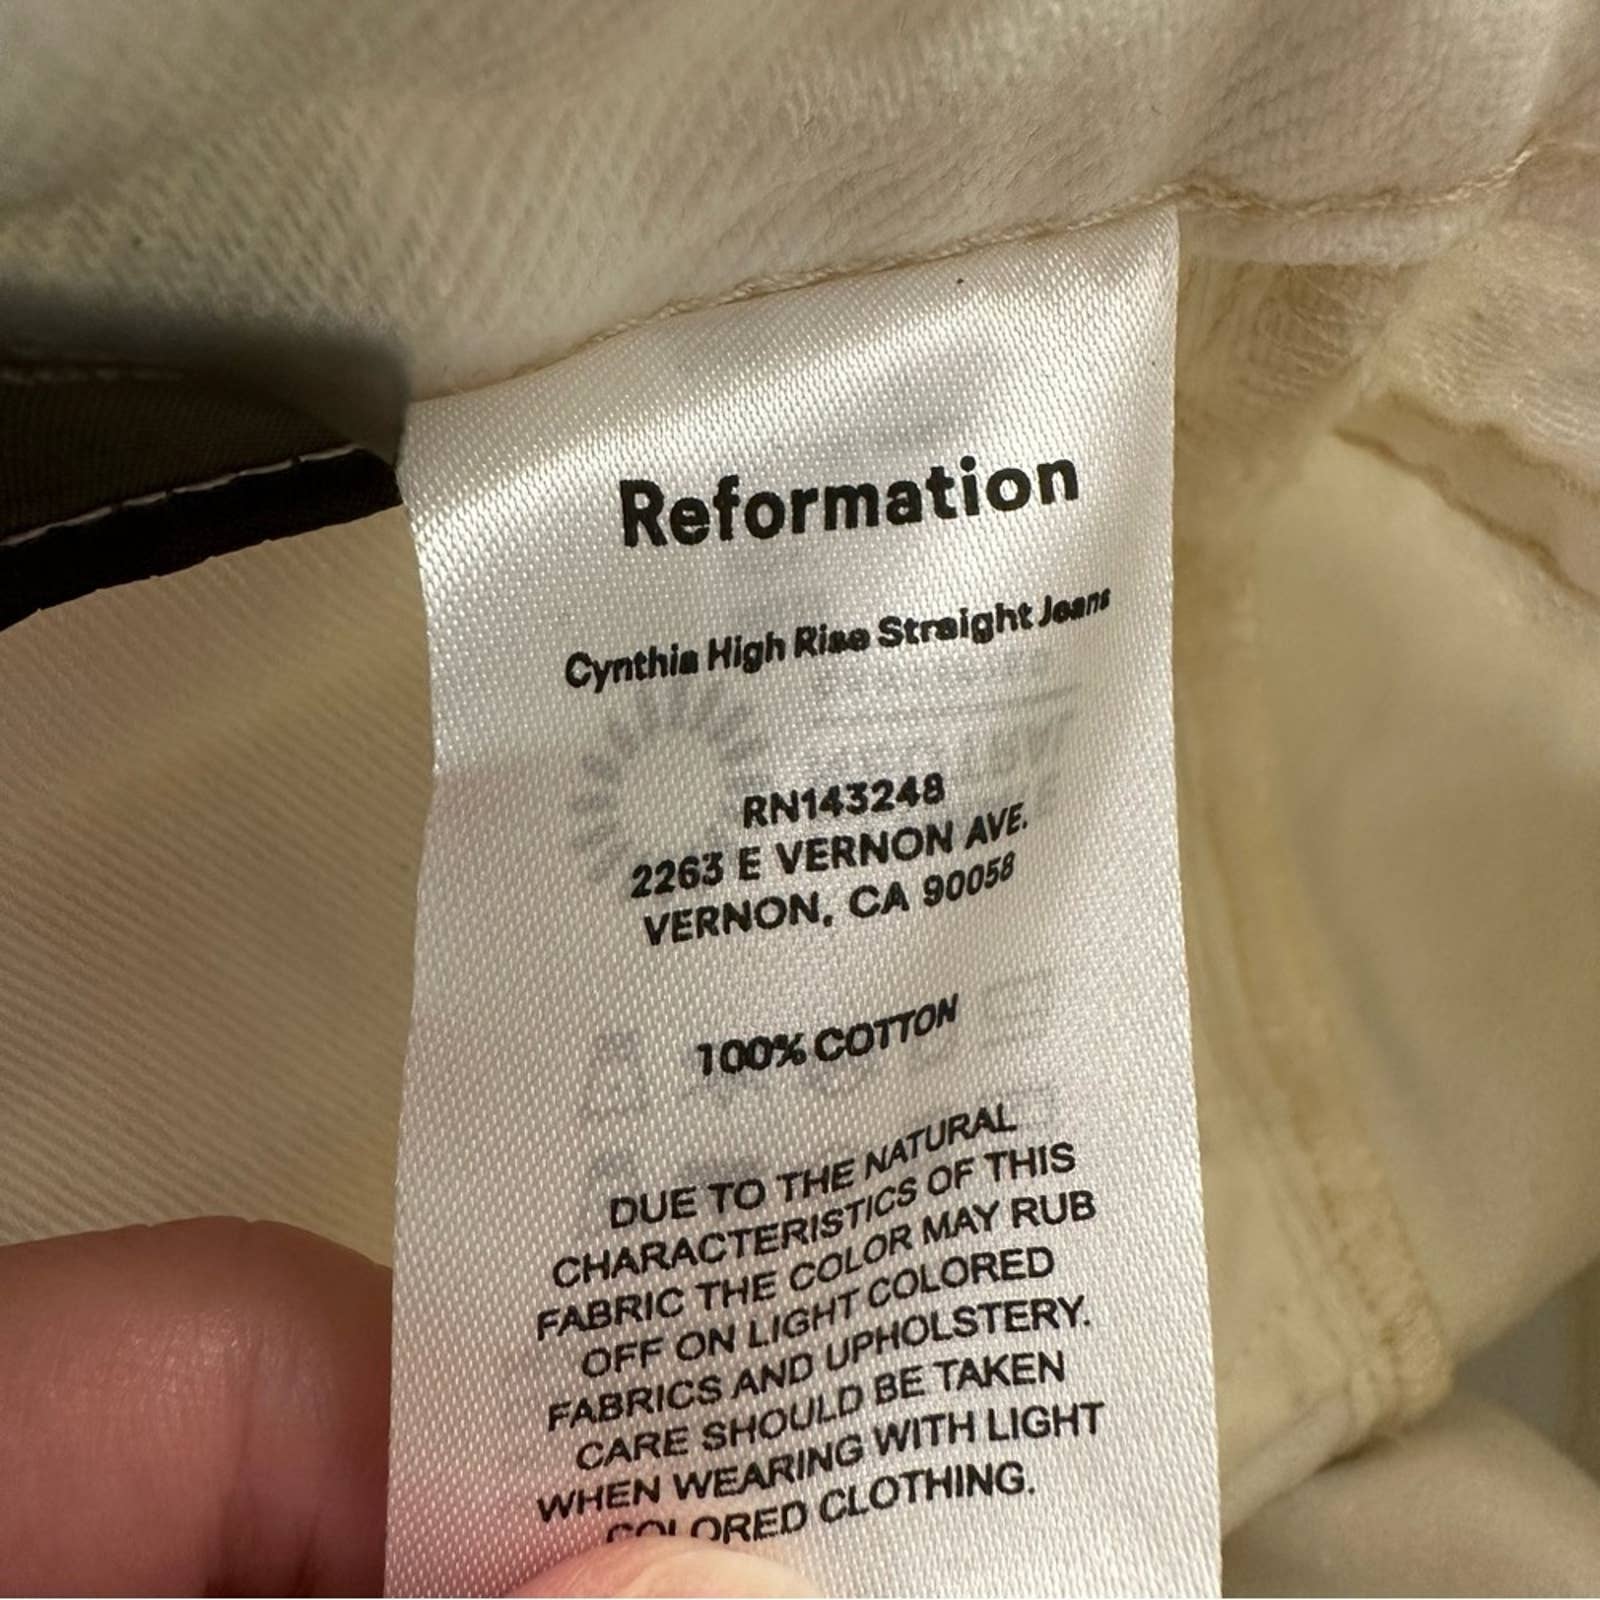 Reformation
Cynthia High Rise Straight Jeans
RN143248
2263 E VERNON AVE.
VERNON, CA 90058
100% COTTON
DUE TO THE NATURAL
CHARACTERISTICS OF THIS
FABRIC THE COLOR MAY RUB
OFF ON LIGHT COLORED
FABRICS AND UPHOLSTERY.
CARE SHOULD BE TAKEN
WHEN WEARING WITH LIGHT
COLORED CLOTHING.